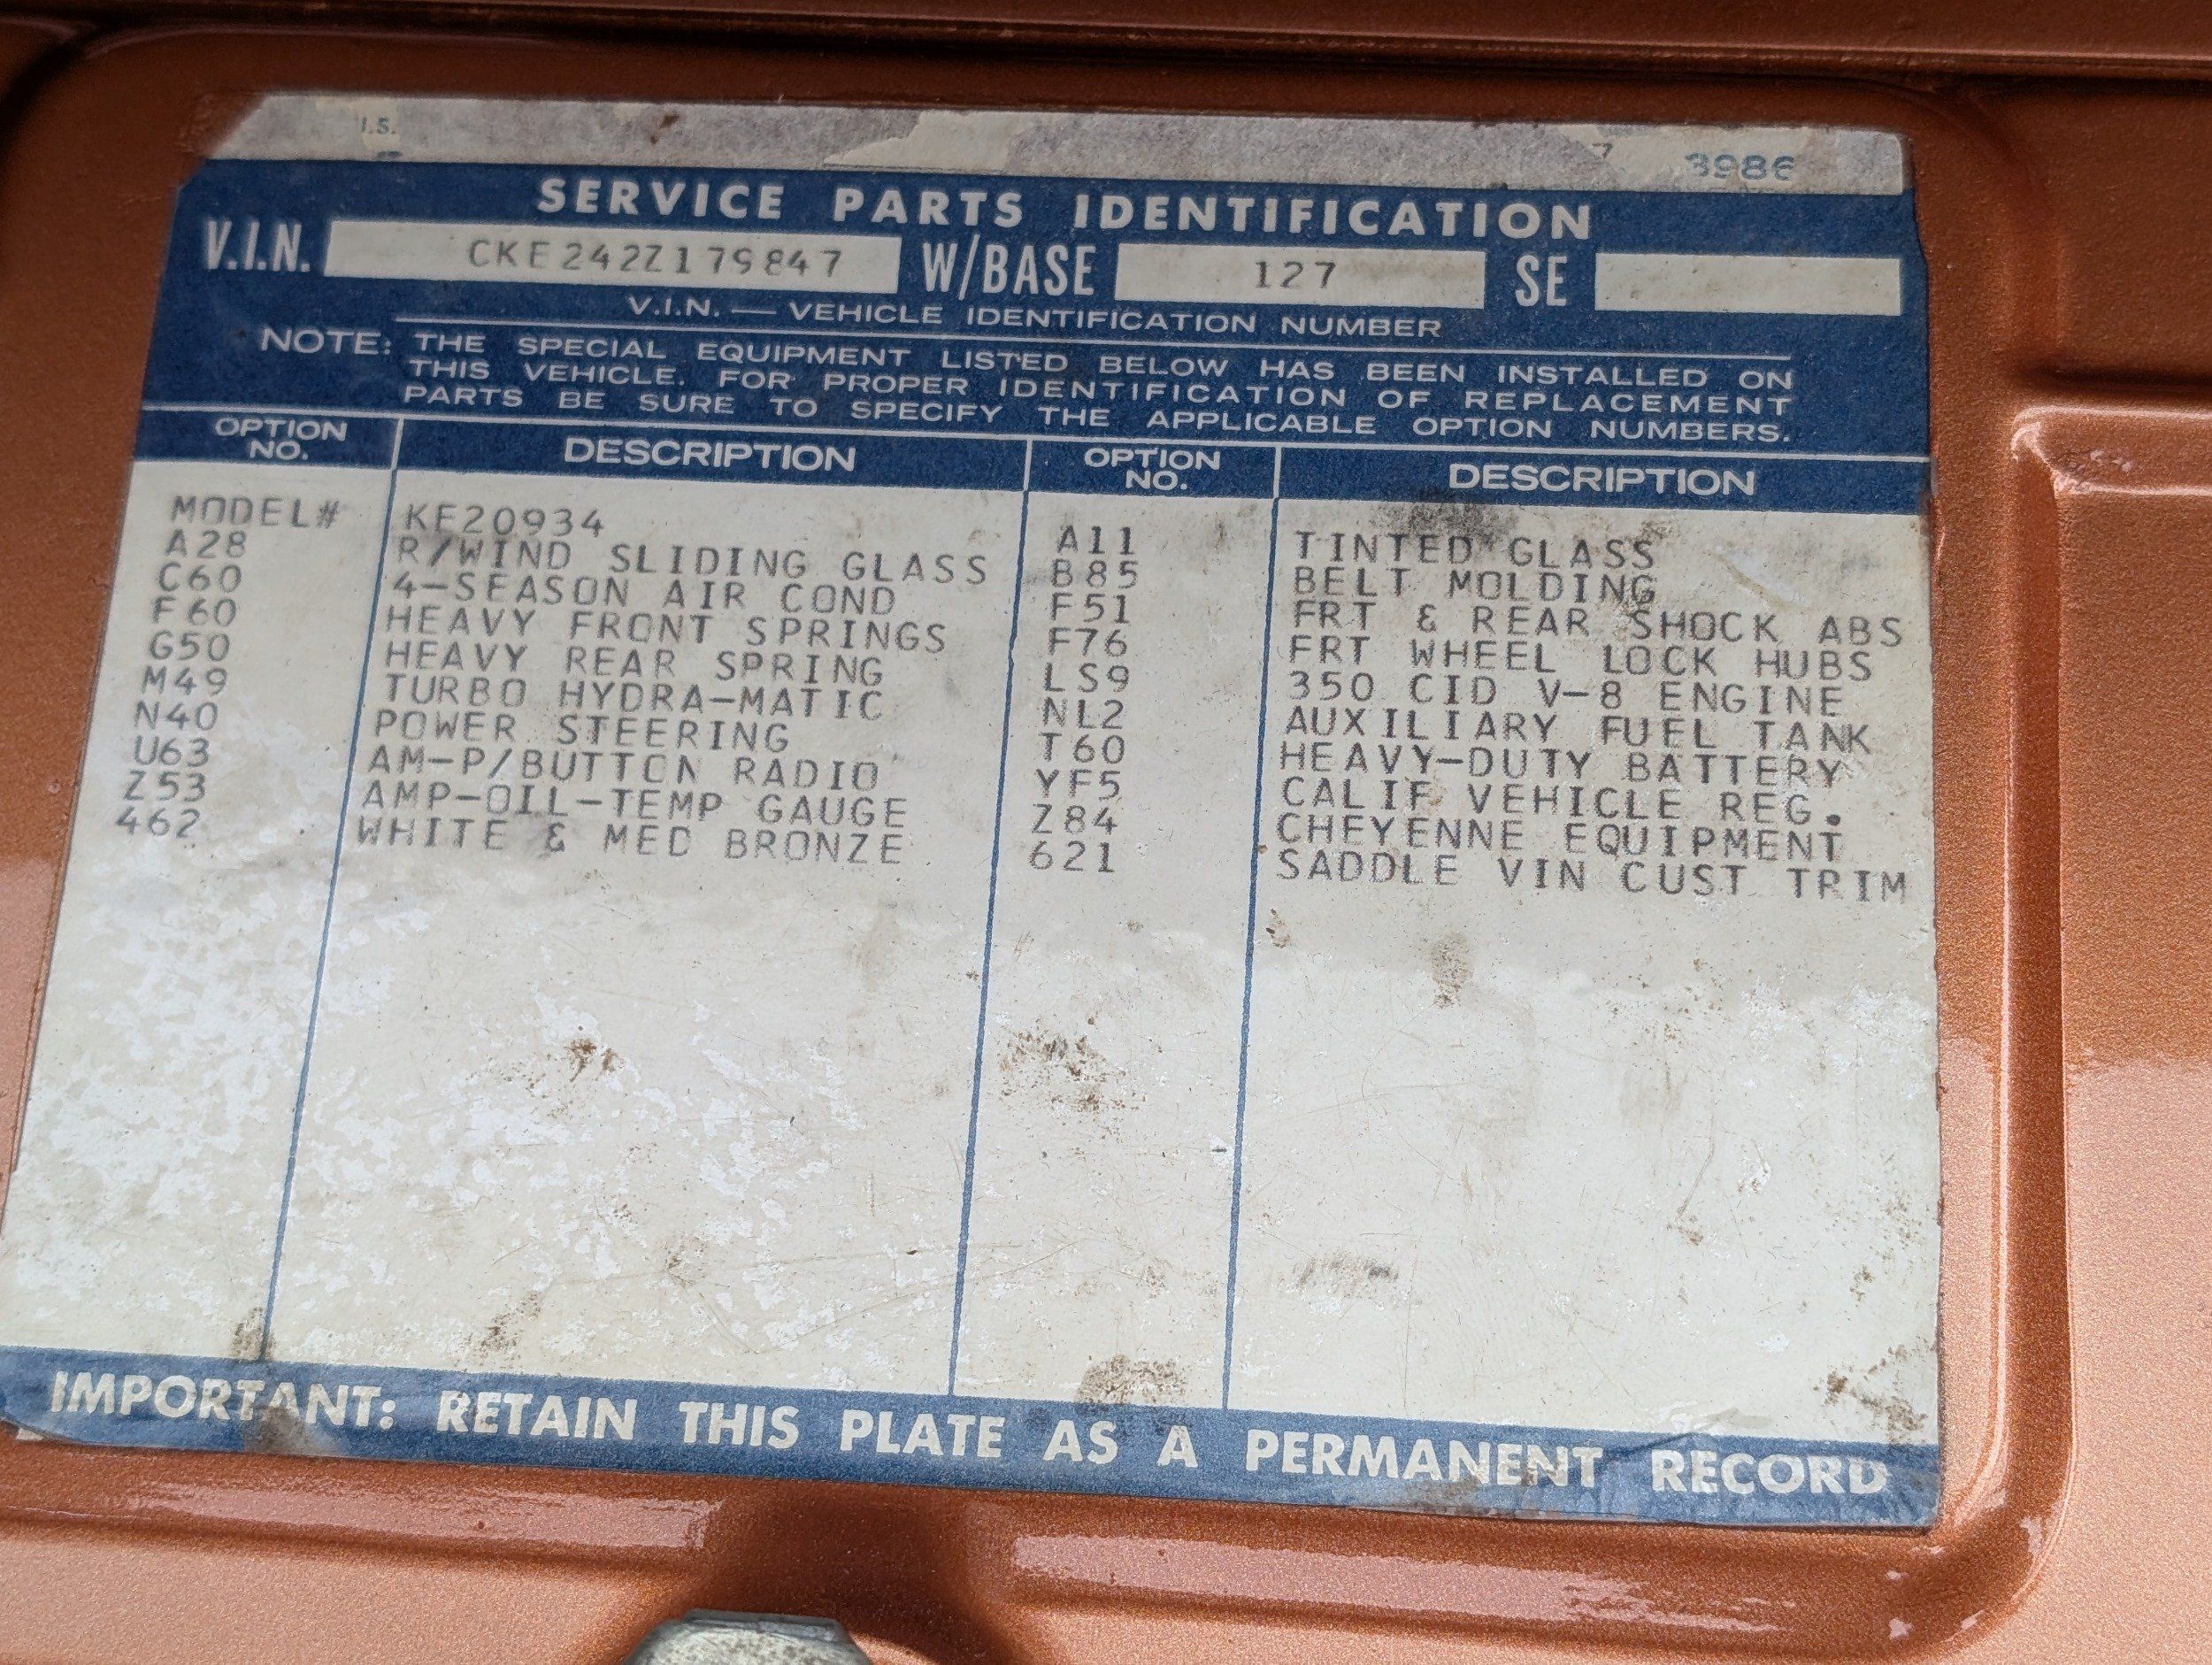 I.S.
7 3986
SERVICE PARTS IDENTIFICATION
V.I.N. CKE242Z179847 W/BASE 127 SE
V.I.N. — VEHICLE IDENTIFICATION NUMBER
NOTE: THE SPECIAL EQUIPMENT LISTED BELOW HAS BEEN INSTALLED ON
THIS VEHICLE. FOR PROPER IDENTIFICATION OF REPLACEMENT
PARTS BE SURE TO SPECIFY THE APPLICABLE OPTION NUMBERS.
OPTION NO. DESCRIPTION OPTION NO. DESCRIPTION
MODEL# KE20934
A28 R/WIND SLIDING GLASS A11 TINTED GLASS
C60 4-SEASON AIR COND B85 BELT MOLDING
F60 HEAVY FRONT SPRINGS F51 FRT & REAR SHOCK ABS
G50 HEAVY REAR SPRING F76 FRT WHEEL LOCK HUBS
M49 TURBO HYDRA-MATIC LS9 350 CID V-8 ENGINE
N40 POWER STEERING NL2 AUXILIARY FUEL TANK
U63 AM-P/BUTTON RADIO T60 HEAVY-DUTY BATTERY
Z53 AMP-OIL-TEMP GAUGE YF5 CALIF VEHICLE REG.
462 WHITE & MED BRONZE Z84 CHEYENNE EQUIPMENT
621 SADDLE VIN CUST TRIM
IMPORTANT: RETAIN THIS PLATE AS A PERMANENT RECORD